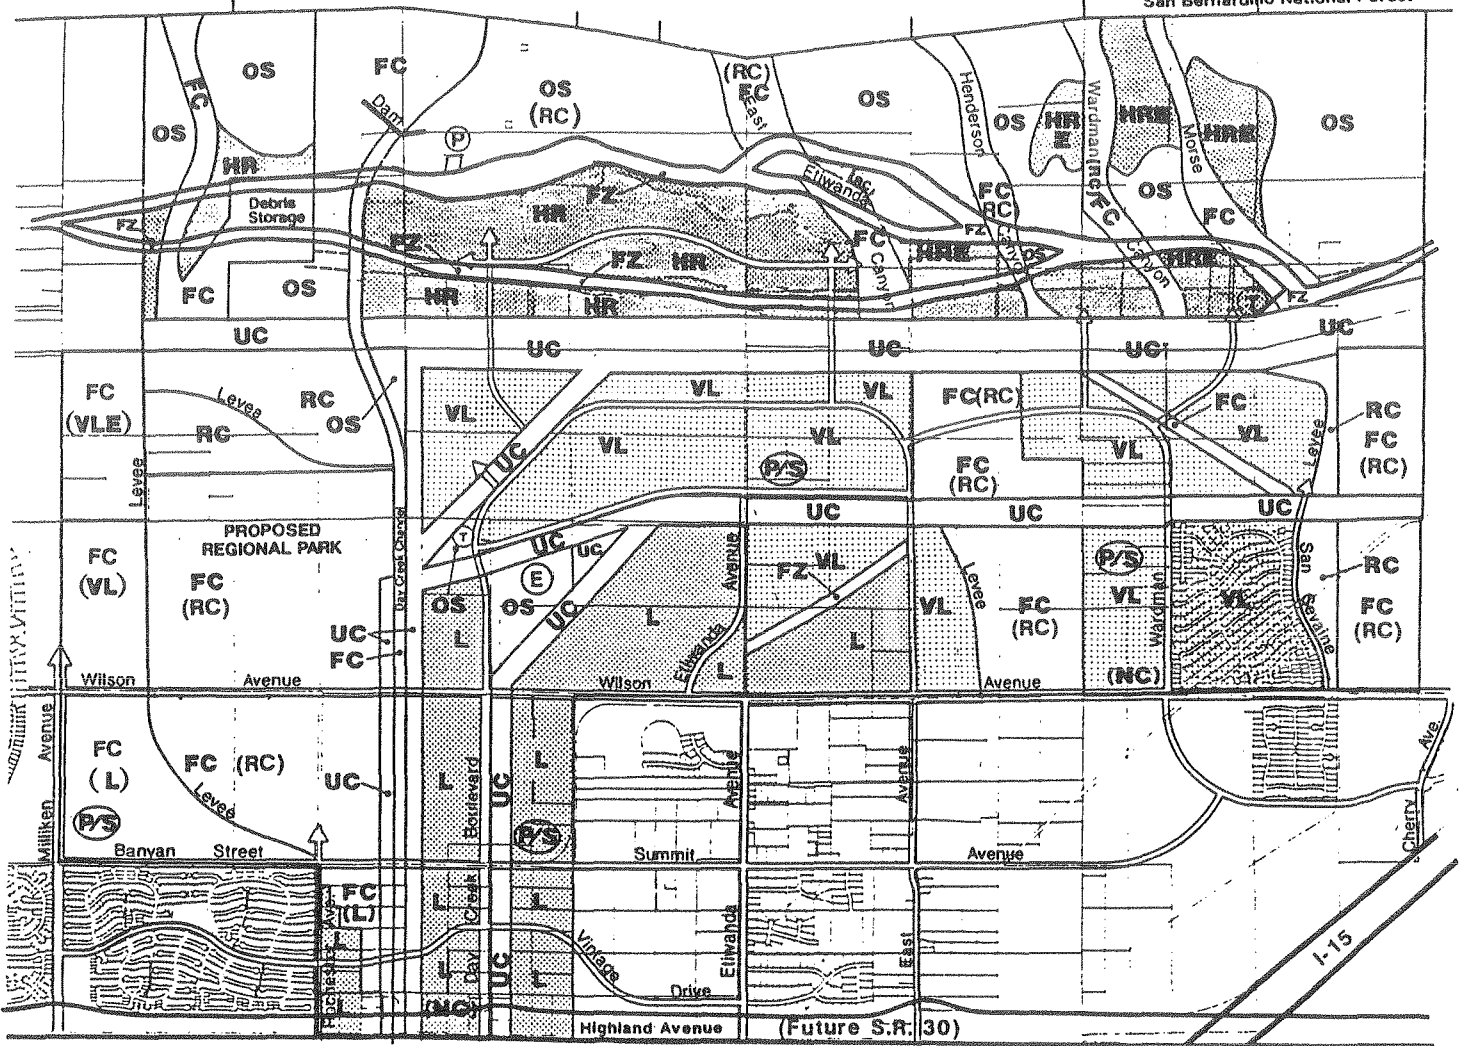 San Bernardino National Forest
OS
FC
OS
(RC)
(RC)
FC
OS
FC
OS
Dam
East
Henderson
OS
HR
E
Wardman
(RC)
FC
HRE
Morse
HRE
OS
P
HR
FZ
HR
Etiwanda
FC
(RC)
OS
FC
Debris
Storage
FZ
FZ
FC
FZ
FZ
HR
HRE
OS
HRE
Canyon
Canyon
Canyon
FC
OS
HR
HR
T
FZ
UC
UC
UC
UC
UC
FC
(VLE)
Levee
RC
OS
RC
VL
VL
VL
FC(RC)
FC
RC
FC
(RC)
VL
VL
VL
VL
Levee
UC
P/S
FC
(RC)
Levee
UC
UC
UC
PROPOSED
REGIONAL PARK
T
UC
UC
FC
(VL)
FC
(RC)
Day Creek Channel
E
OS
OS
UC
Avenue
FZ
VL
VL
Levee
FC
(RC)
P/S
VL
Wardman
VL
San
Sevaine
RC
FC
(RC)
UC
FC
L
L
Etiwanda
L
L
(NC)
Wilson
Avenue
Wilson
Avenue
Milliken
Avenue
FC
(L)
FC (RC)
Levee
UC
L
Boulevard
UC
L
Avenue
Avenue
Ave.
P/S
P/S
Cherry
Banyan
Street
Summit
Avenue
Rochester
Ave.
FC
(L)
L
L
L
Creek
L
L
Day
UC
L
(NC)
Vintage
Drive
Etiwanda
East
I-15
Highland Avenue
(Future S.R. 30)